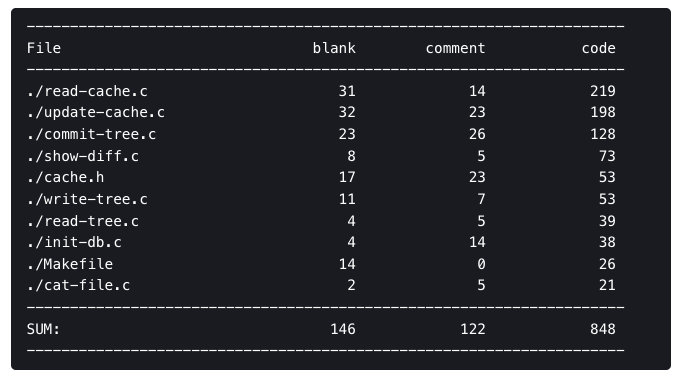 File blank comment code
./read-cache.c 31 14 219
./update-cache.c 32 23 198
./commit-tree.c 23 26 128
./show-diff.c 8 5 73
./cache.h 17 23 53
./write-tree.c 11 7 53
./read-tree.c 4 5 39
./init-db.c 4 14 38
./Makefile 14 0 26
./cat-file.c 2 5 21
SUM: 146 122 848